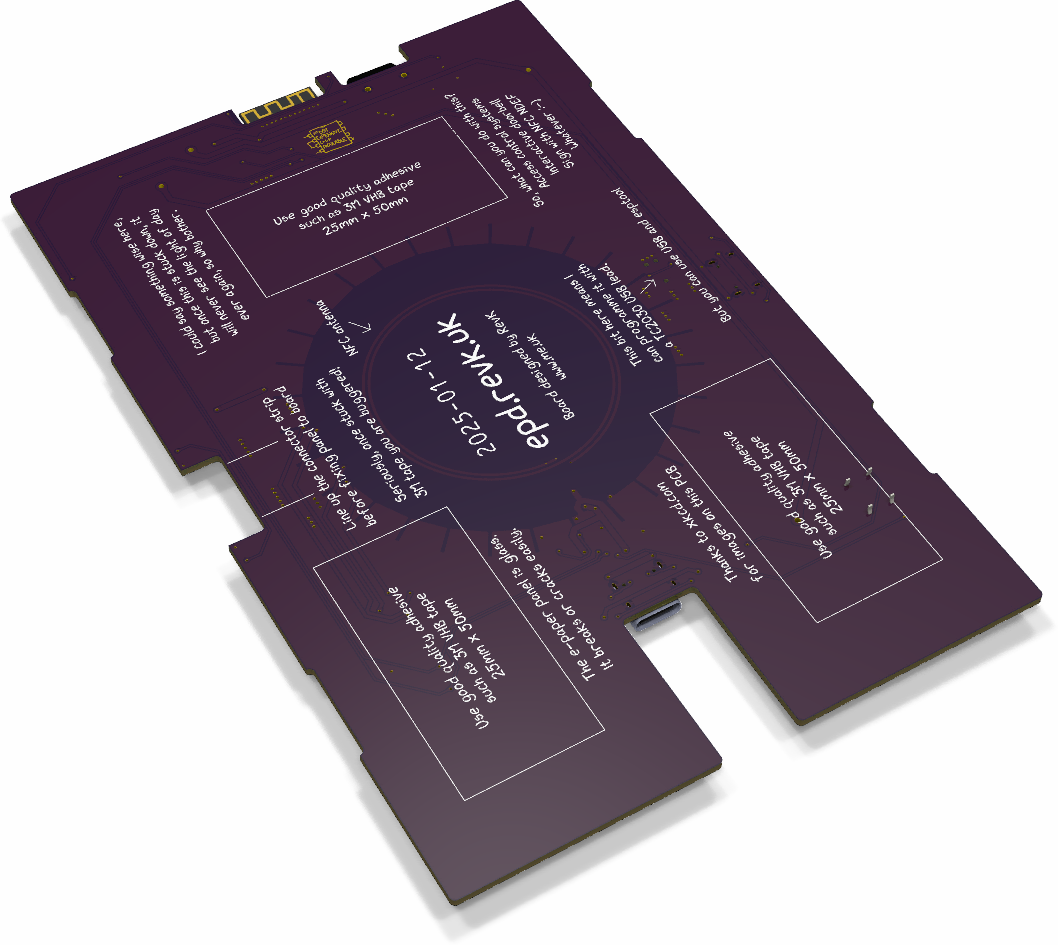 Use good quality adhesive
such as 3M VHB tape
25mm x 50mm
So, what can you do with this?
Access control systems
Interactive doorbell
Sign with NFC NDEF
Whatever :-)
I could say something wise here,
but once this is stuck down, it
will never see the light of day
ever again, so why bother.
NFC antenna
2025-01-12
epd.revk.uk
Board designed by RevK
www.me.uk
This bit here means I
can programme it with
a TC2030 USB lead.
But you can use USB and esptool
Line up the connector strip
before fixing panel to board
Seriously, once stuck with
3M tape you are buggered!
Use good quality adhesive
such as 3M VHB tape
25mm x 50mm
The e-paper panel is glass,
it breaks or cracks easily.
Thanks to xkcd.com
for images on this PCB
Use good quality adhesive
such as 3M VHB tape
25mm x 50mm